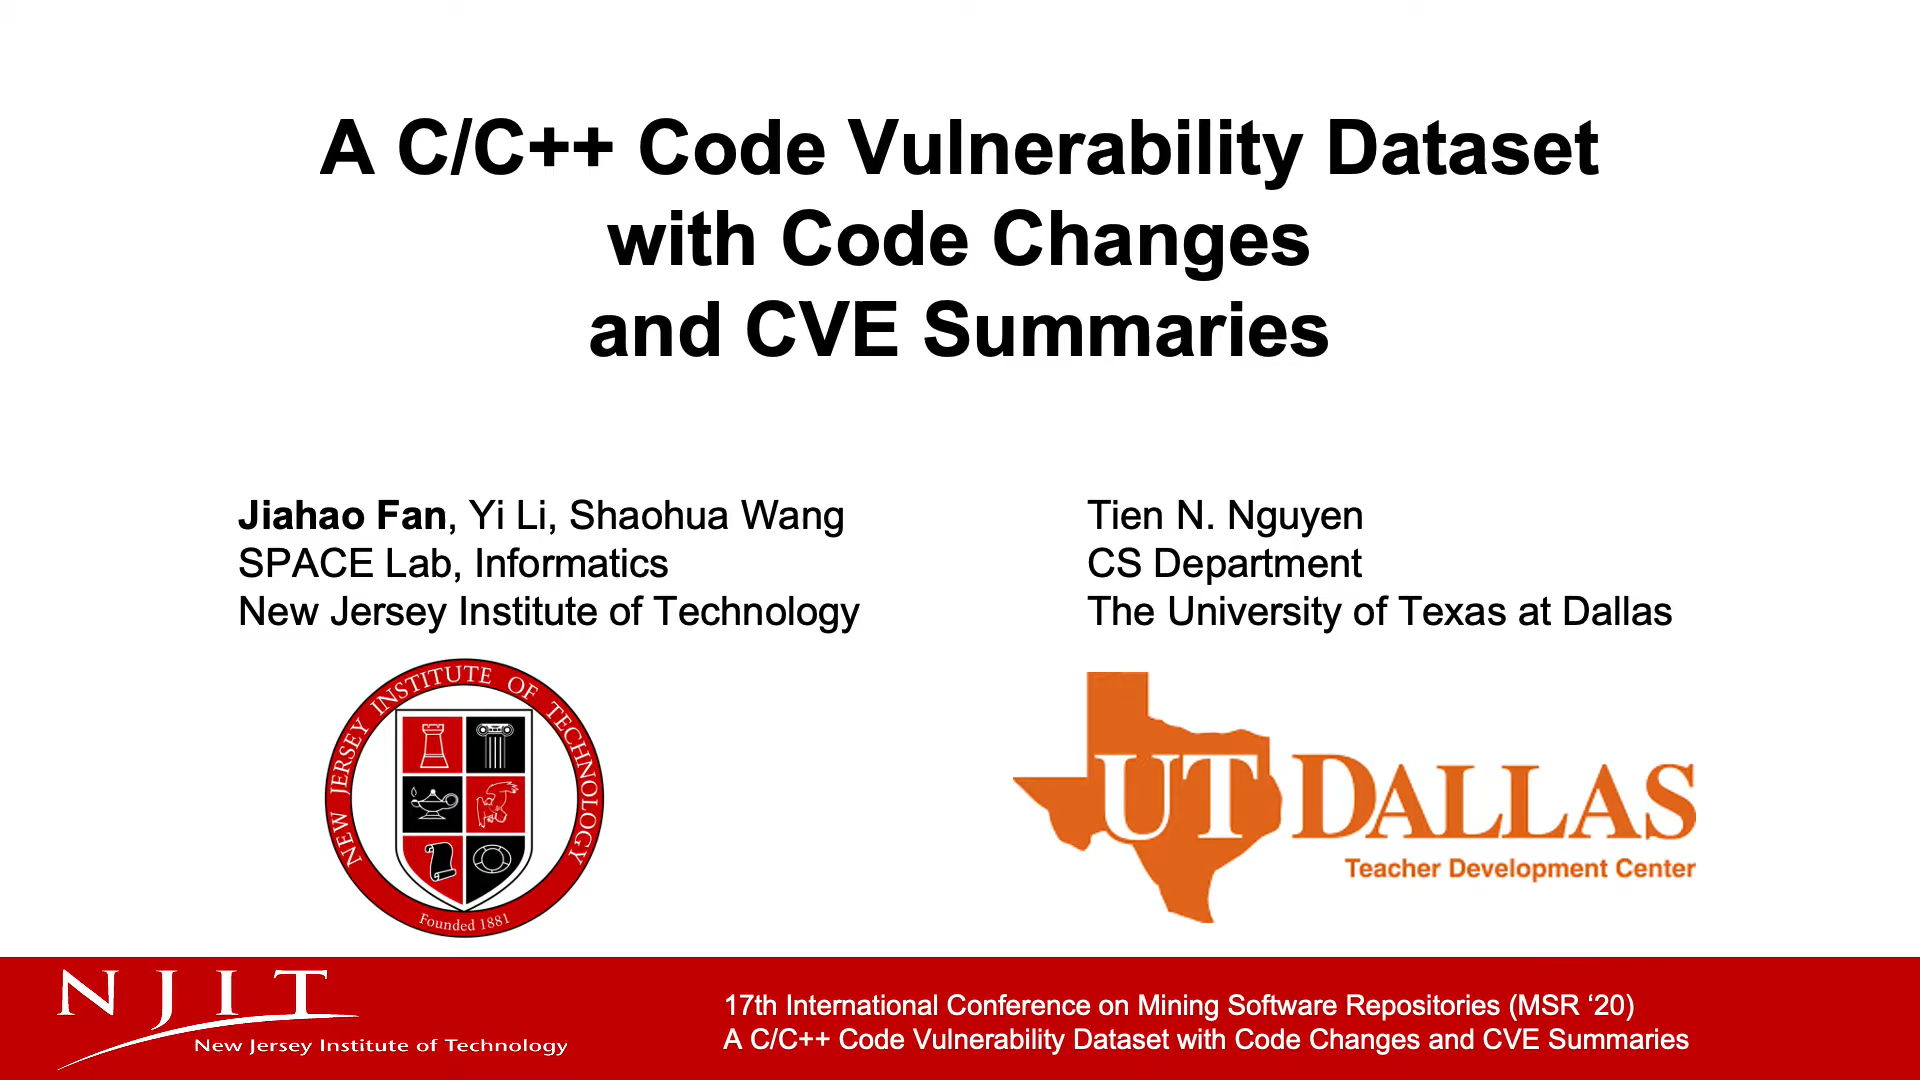 A C/C++ Code Vulnerability Dataset
with Code Changes
and CVE Summaries
Jiahao Fan, Yi Li, Shaohua Wang
SPACE Lab, Informatics
New Jersey Institute of Technology
Tien N. Nguyen
CS Department
The University of Texas at Dallas
NEW JERSEY INSTITUTE OF TECHNOLOGY
Founded 1881
UT DALLAS
Teacher Development Center
NJIT
New Jersey Institute of Technology
17th International Conference on Mining Software Repositories (MSR ‘20)
A C/C++ Code Vulnerability Dataset with Code Changes and CVE Summaries